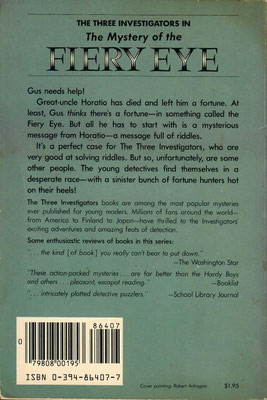 THE THREE INVESTIGATORS IN
The Mystery of the
FIERY EYE
Gus needs help!
Great-uncle Horatio has died and left him a fortune. At
least, Gus thinks there's a fortune—in something called the
Fiery Eye. But all he has to start with is a mysterious
message from Horatio—a message full of riddles.
It's a perfect case for The Three Investigators, who are
very good at solving riddles. But so, unfortunately, are some
other people. The young detectives find themselves in a
desperate race—with a sinister bunch of fortune hunters hot
on their heels!
The Three Investigators books are among the most popular mysteries
ever published for young readers. Millions of fans around the world—
from America to Finland to Japan—have thrilled to the Investigators'
exciting adventures and amazing feats of detection.
Some enthusiastic reviews of books in this series:
". . . the kind [of book] you really can't bear to put down."
—The Washington Star
"These action-packed mysteries . . . are far better than the Hardy Boys
and others . . . pleasant, escapist reading."
—Booklist
". . . intricately plotted detective puzzlers."
—School Library Journal
86407
0
79808 00195
ISBN 0-394-86407-7
Cover painting: Robert Adragna
$1.95